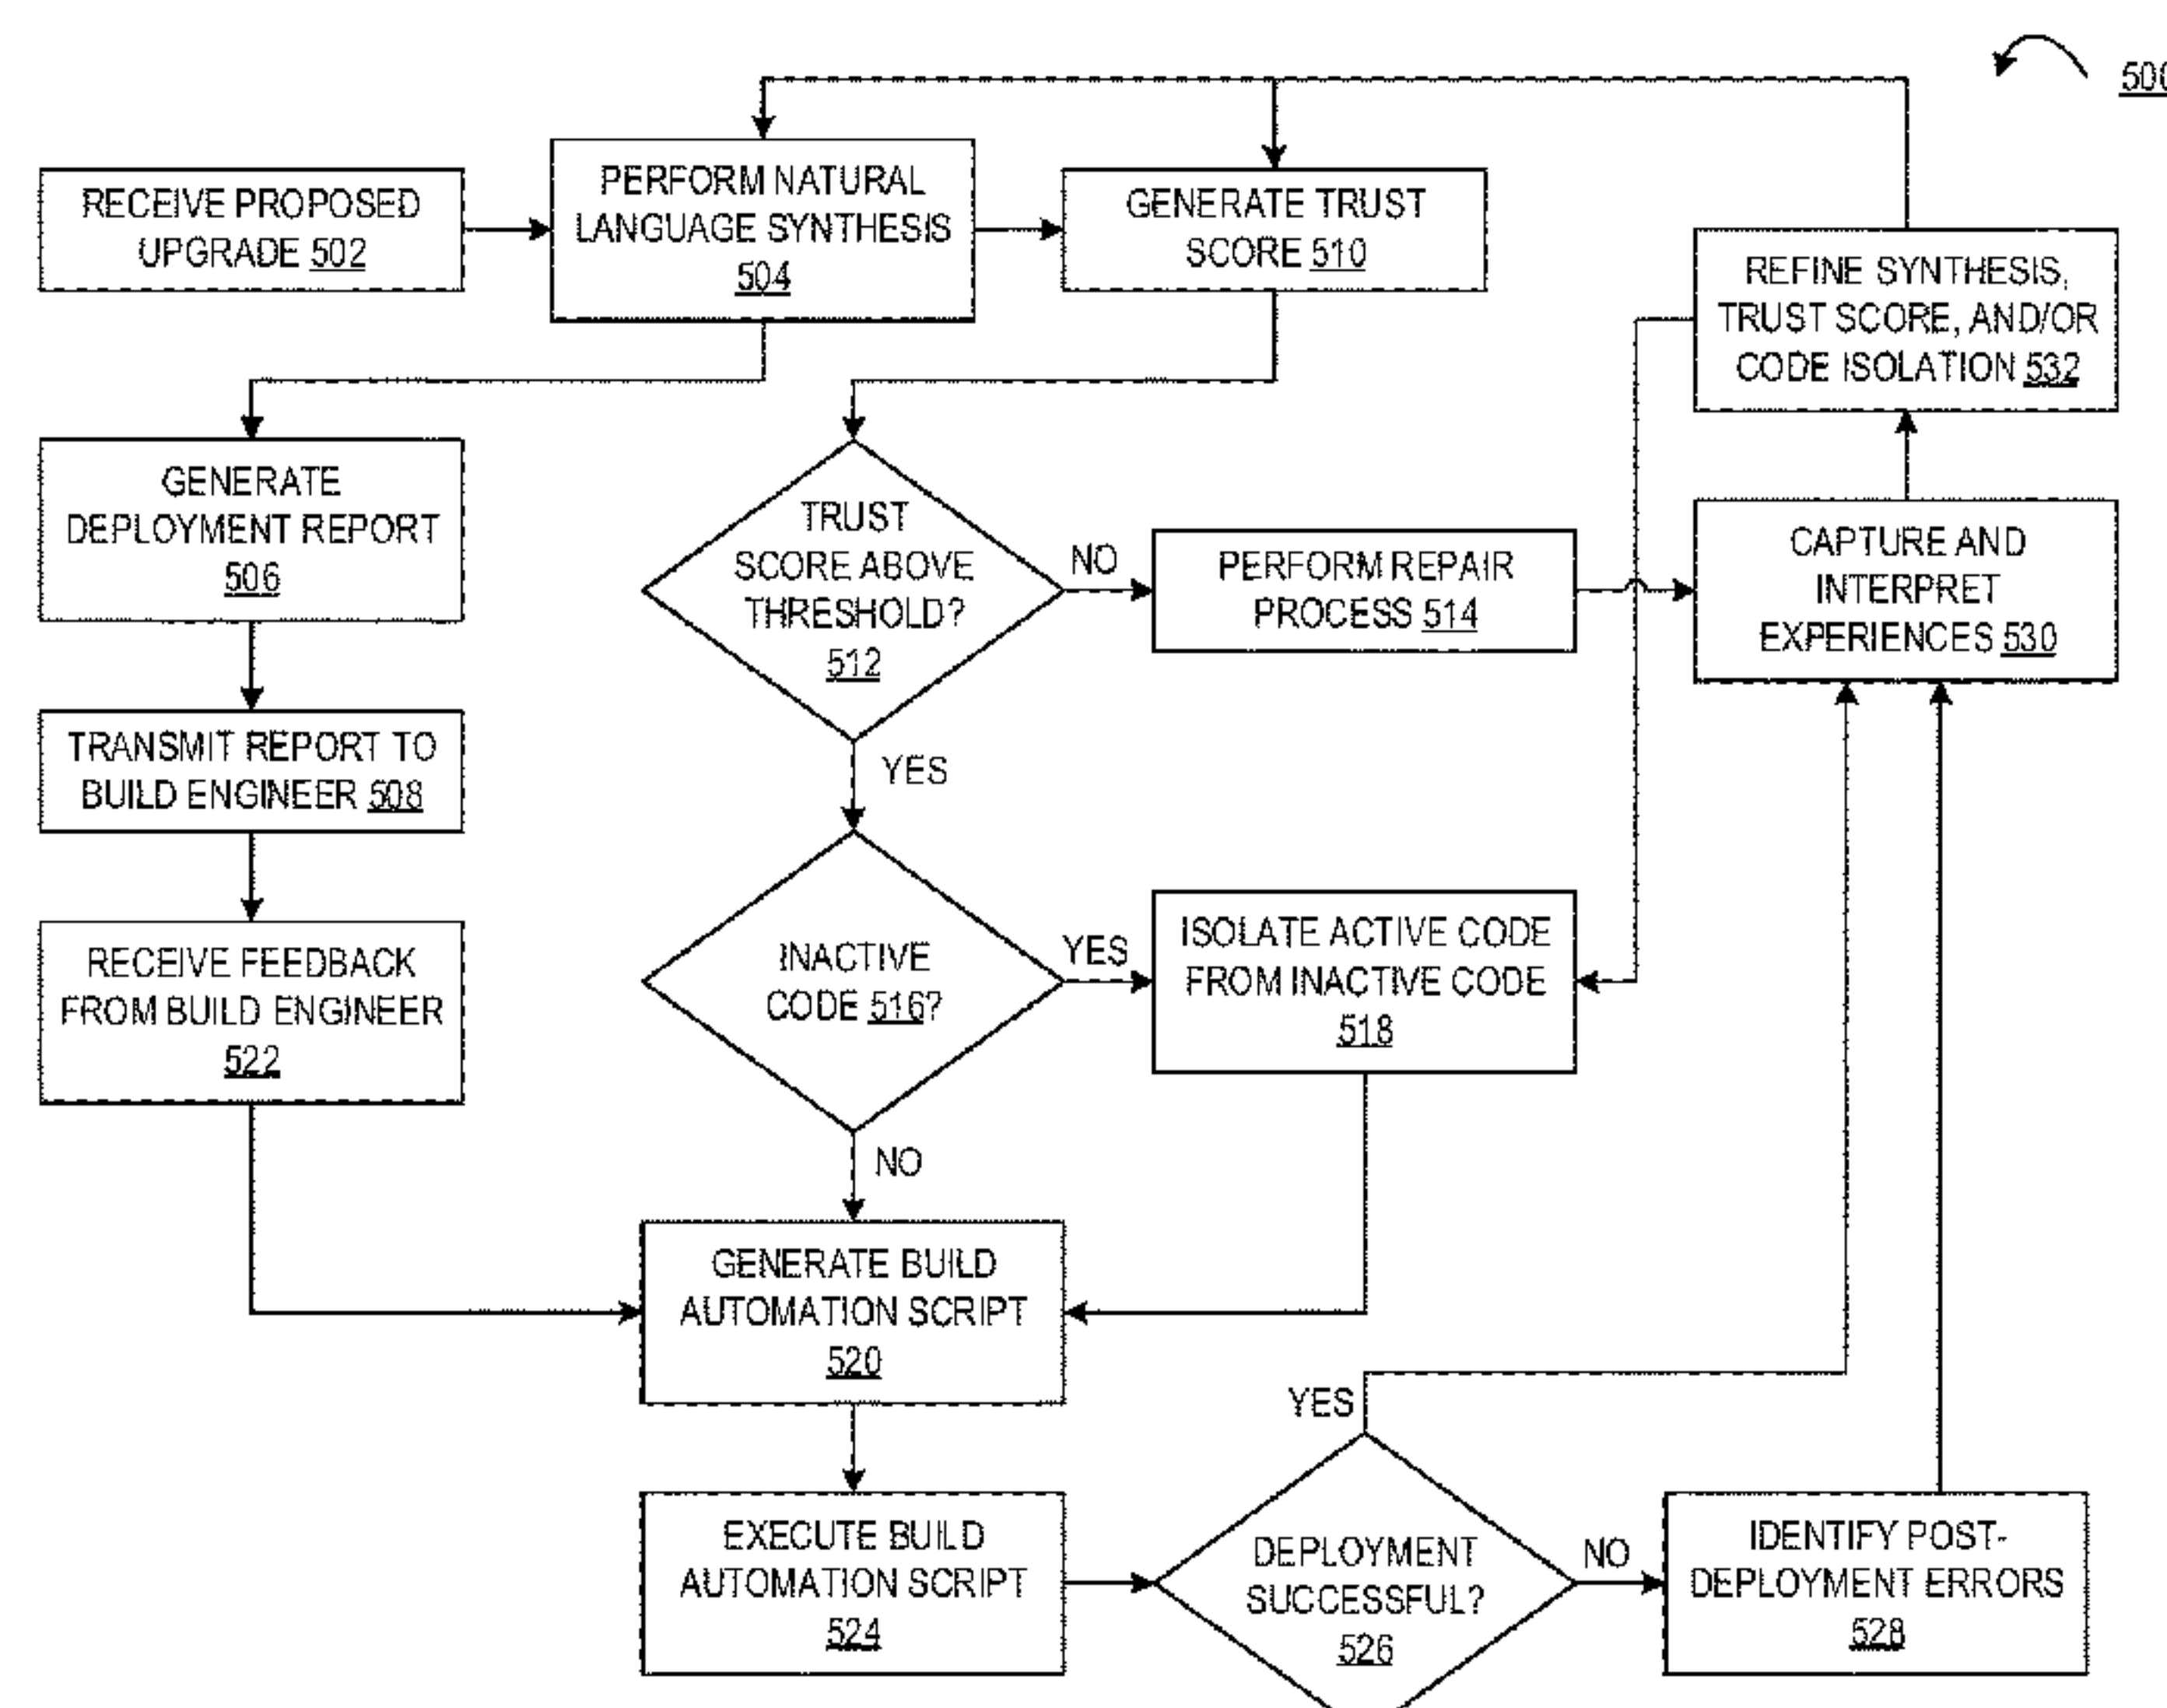 500
RECEIVE PROPOSED
UPGRADE 502
PERFORM NATURAL
LANGUAGE SYNTHESIS
504
GENERATE TRUST
SCORE 510
REFINE SYNTHESIS,
TRUST SCORE, AND/OR
CODE ISOLATION 532
GENERATE
DEPLOYMENT REPORT
506
TRUST
SCORE ABOVE
THRESHOLD?
512
NO
PERFORM REPAIR
PROCESS 514
CAPTURE AND
INTERPRET
EXPERIENCES 530
TRANSMIT REPORT TO
BUILD ENGINEER 508
YES
RECEIVE FEEDBACK
FROM BUILD ENGINEER
522
INACTIVE
CODE 516?
YES
ISOLATE ACTIVE CODE
FROM INACTIVE CODE
518
NO
GENERATE BUILD
AUTOMATION SCRIPT
520
YES
EXECUTE BUILD
AUTOMATION SCRIPT
524
DEPLOYMENT
SUCCESSFUL?
526
NO
IDENTIFY POST-
DEPLOYMENT ERRORS
528